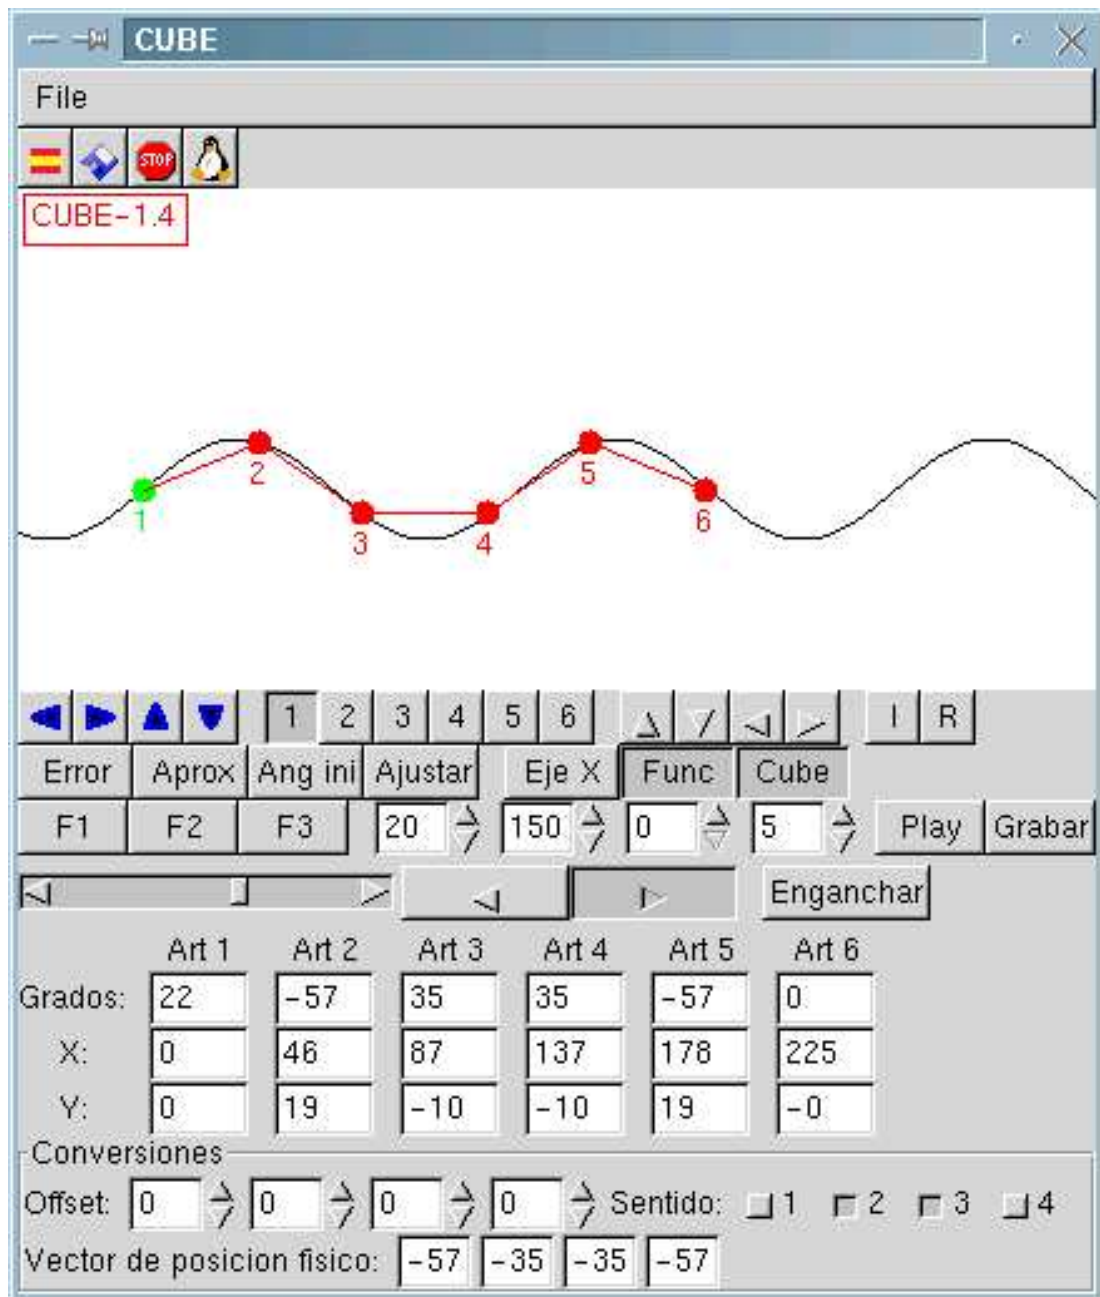 CUBE
File
STOP
CUBE-1.4
1 2 3 4 5 6
1 2 3 4 5 6 I R
Error Aprox Ang ini Ajustar Eje X Func Cube
F1 F2 F3 20 150 0 5 Play Grabar
Enganchar
Art 1 Art 2 Art 3 Art 4 Art 5 Art 6
Grados: 22 -57 35 35 -57 0
X: 0 46 87 137 178 225
Y: 0 19 -10 -10 19 -0
Conversiones
Offset: 0 0 0 0 Sentido: 1 2 3 4
Vector de posicion fisico: -57 -35 -35 -57